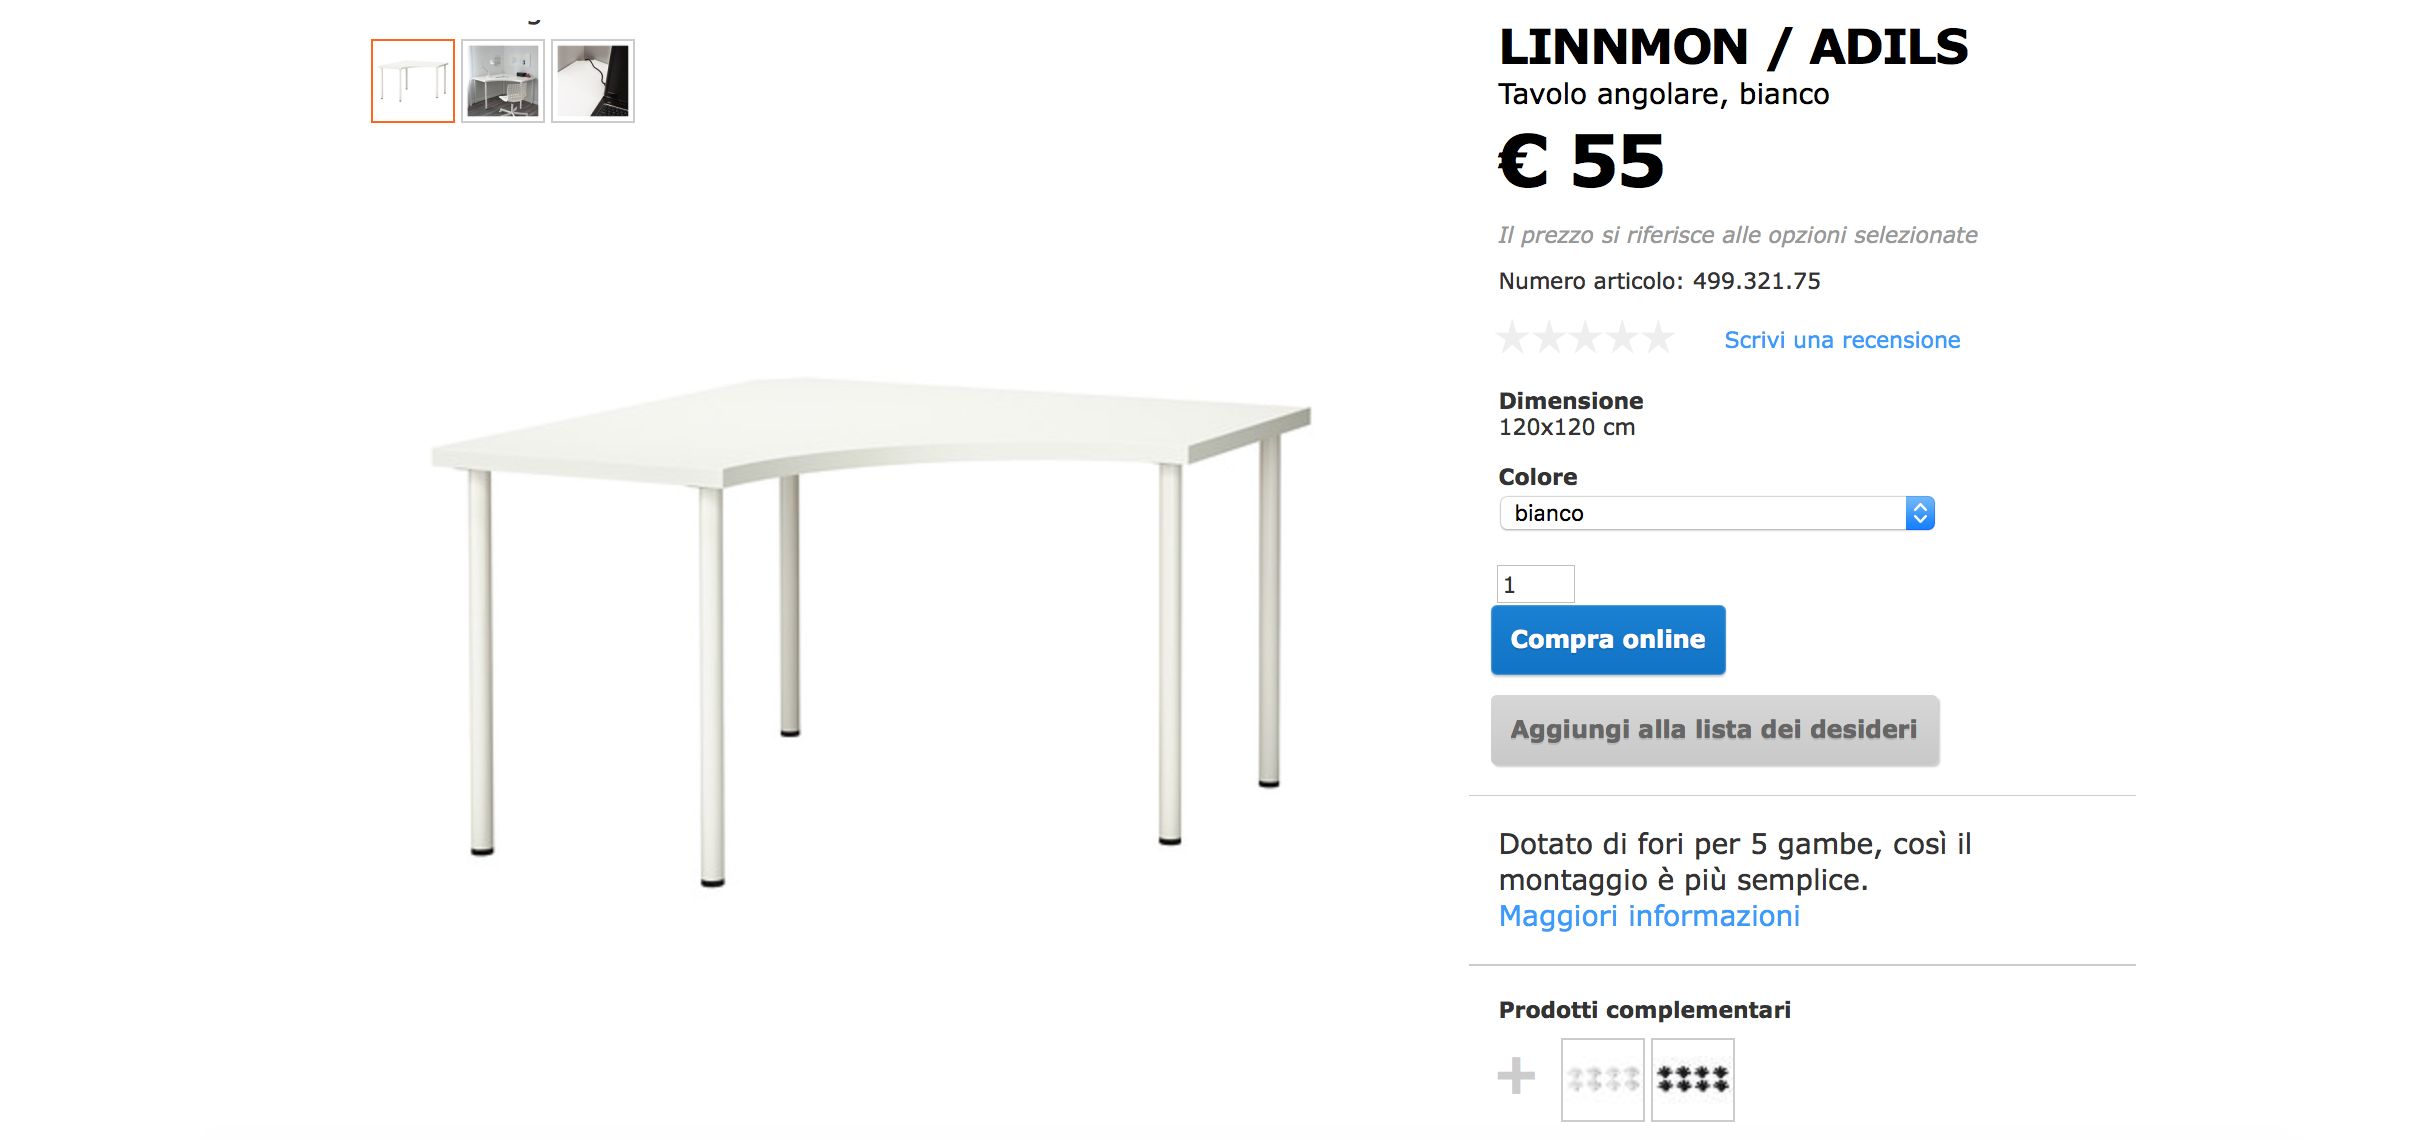 LINNMON / ADILS
Tavolo angolare, bianco
€ 55
Il prezzo si riferisce alle opzioni selezionate
Numero articolo: 499.321.75
Scrivi una recensione
Dimensione
120x120 cm
Colore
bianco
1
Compra online
Aggiungi alla lista dei desideri
Dotato di fori per 5 gambe, così il
montaggio è più semplice.
Maggiori informazioni
Prodotti complementari
+